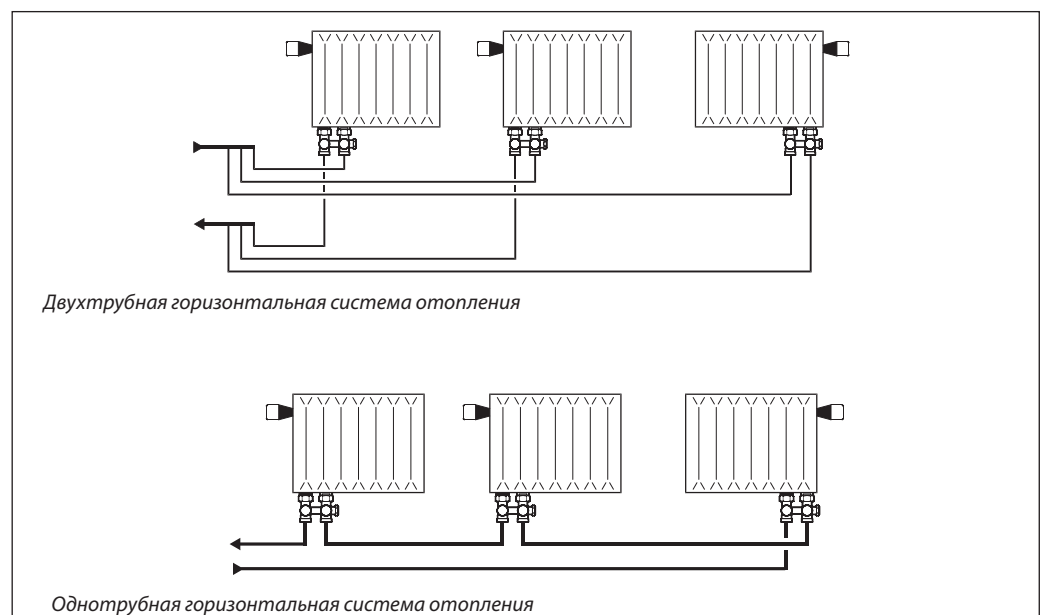 Двухтрубная горизонтальная система отопления
Однотрубная горизонтальная система отопления